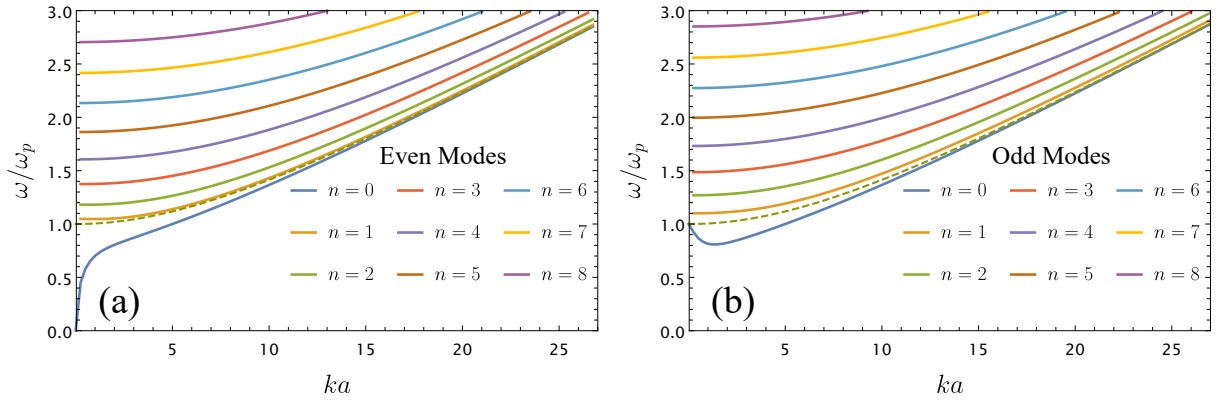 3.0
2.5
2.0
1.5
1.0
0.5
0.0
ω/ω_p
Even Modes
n = 0 n = 3 n = 6
n = 1 n = 4 n = 7
n = 2 n = 5 n = 8
(a)
5 10 15 20 25
ka
3.0
2.5
2.0
1.5
1.0
0.5
0.0
ω/ω_p
Odd Modes
n = 0 n = 3 n = 6
n = 1 n = 4 n = 7
n = 2 n = 5 n = 8
(b)
5 10 15 20 25
ka